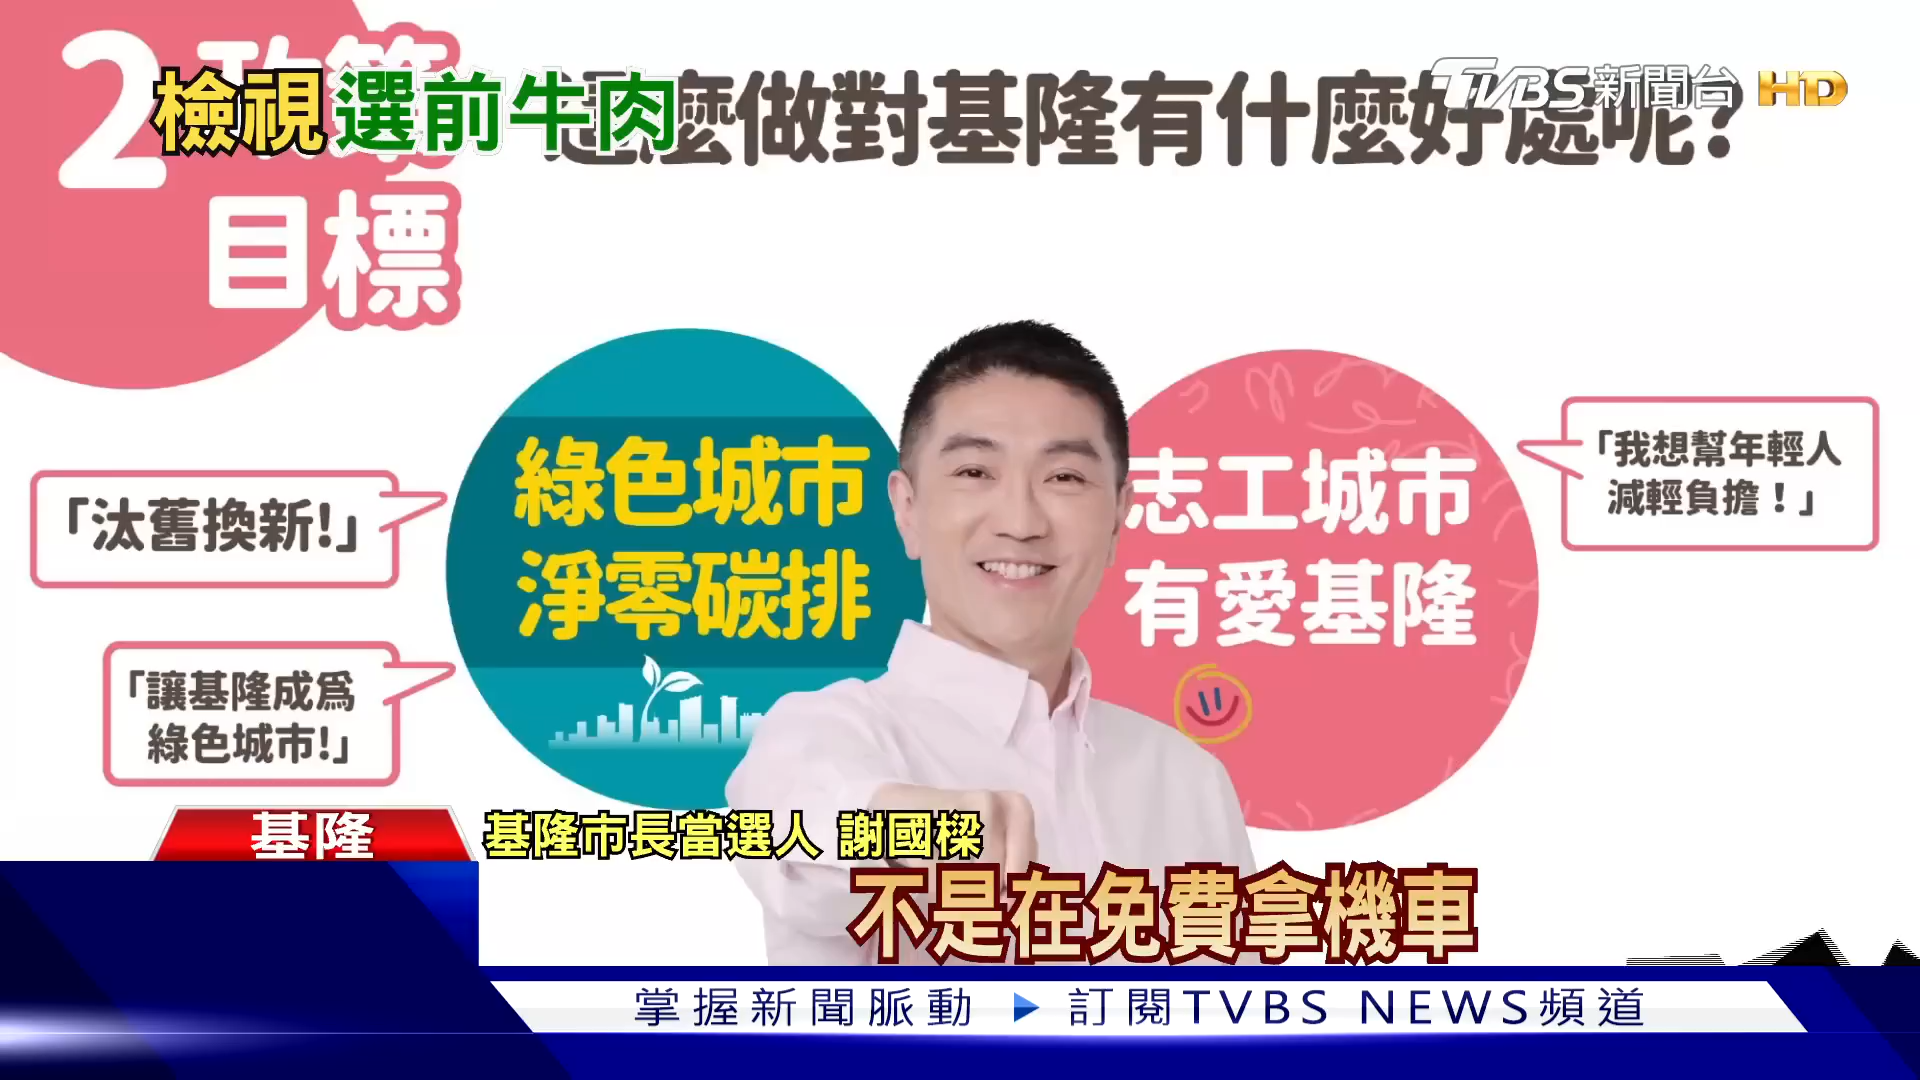 2 政策
目標
檢視 選前牛肉
怎麼做對基隆有什麼好處呢?
TVBS新聞台 HD
綠色城市
淨零碳排
志工城市
有愛基隆
「我想幫年輕人
減輕負擔！」
「汰舊換新!」
「讓基隆成為
綠色城市!」
基隆
基隆市長當選人 謝國樑
不是在免費拿機車
掌握新聞脈動 ▶ 訂閱TVBS NEWS頻道